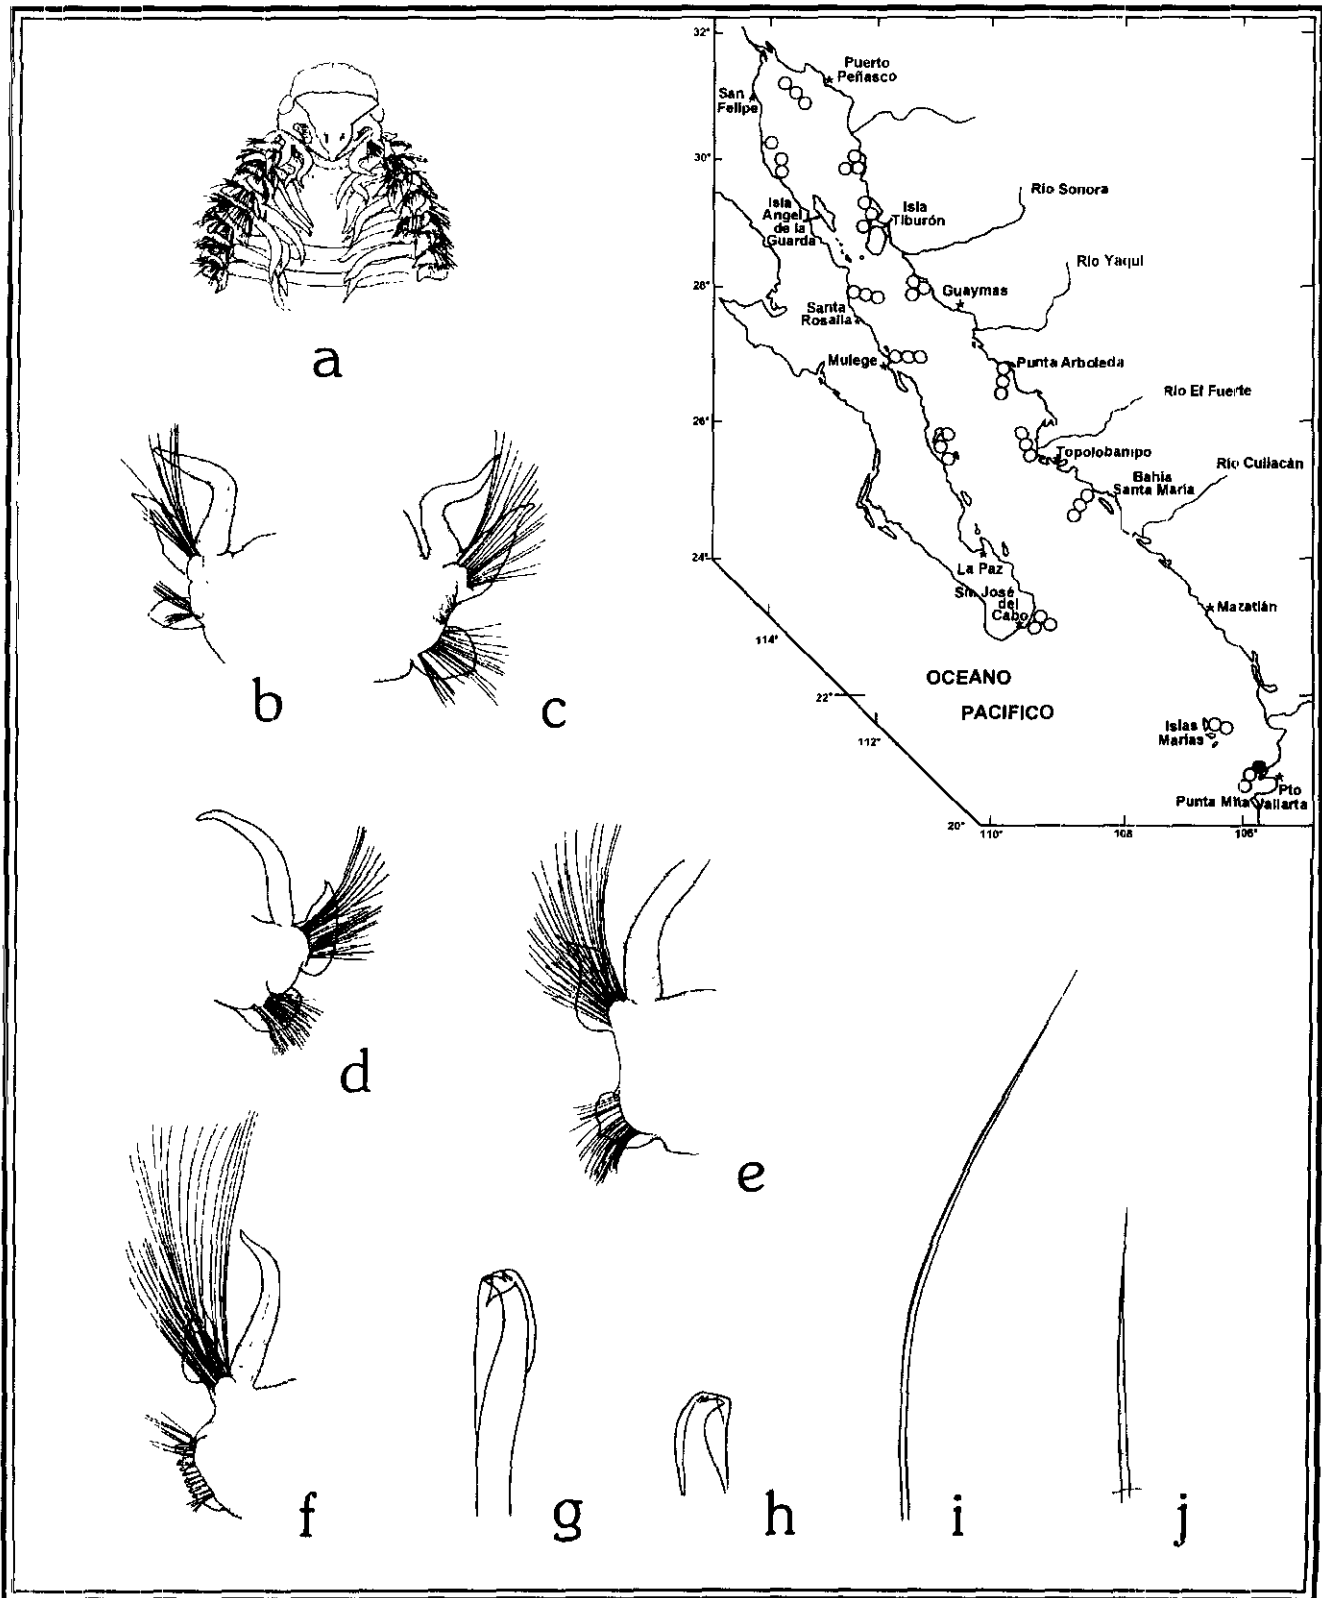 32°
Puerto
Peñasco
San
Felipe
30°
Río Sonora
Isla
Angel
de la
Guarda
Isla
Tiburón
Río Yaqui
28°
Guaymas
Santa
Rosalía
Mulege
Punta Arboleda
Río El Fuerte
26°
Topolobampo
Río Culiacán
Bahía
Santa María
24°
La Paz
Sn. José
del
Cabo
Mazatlán
114°
OCEANO
PACIFICO
22°
112°
Islas
Marías
Pto
Punta Mita Vallarta
20°
110°
108
106°
a
b
c
d
e
f
g
h
i
j